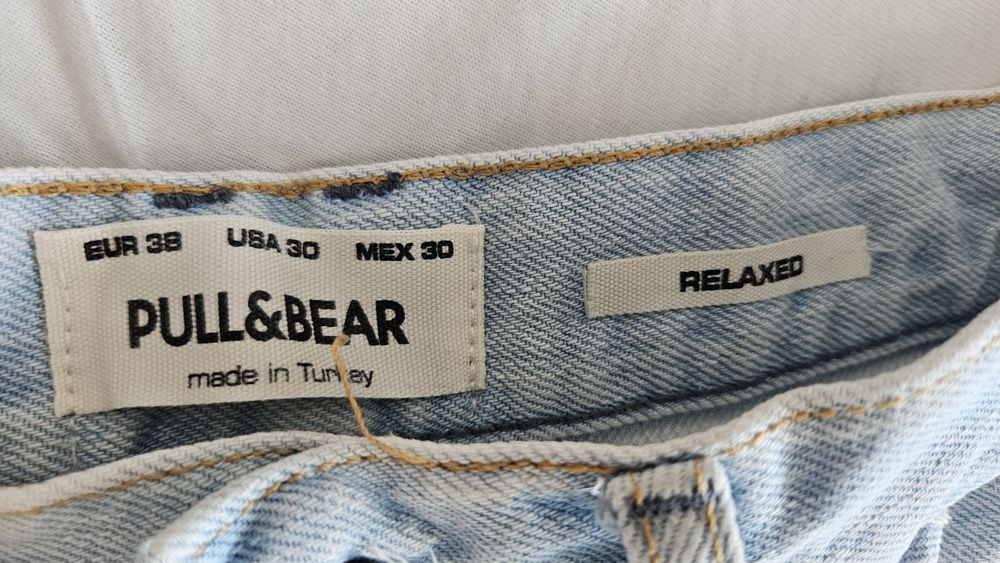 EUR 38 USA 30 MEX 30
PULL&BEAR
made in Turkey
RELAXED